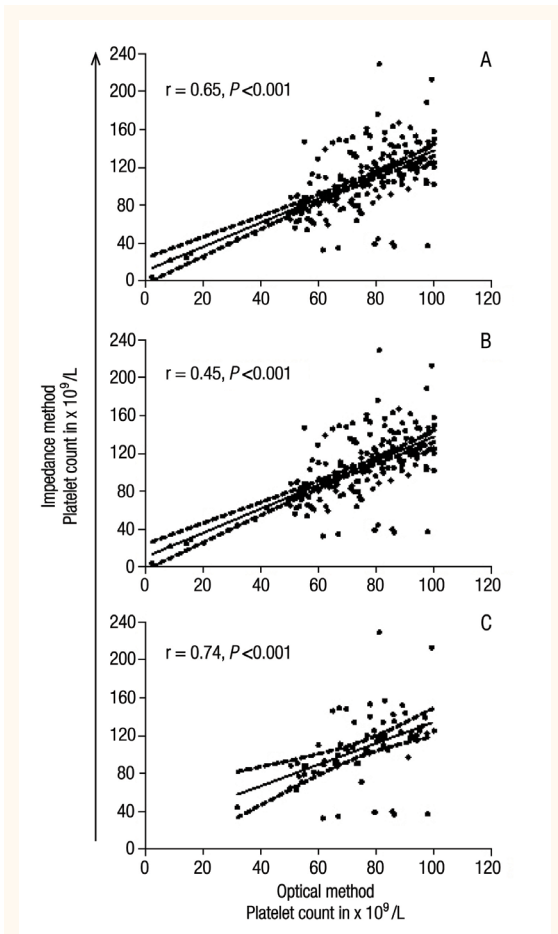 A
240
200
160
120
80
40
0
r = 0.65, P<0.001
0 20 40 60 80 100 120
B
240
200
160
120
80
40
0
r = 0.45, P<0.001
0 20 40 60 80 100 120
C
240
200
160
120
80
40
0
r = 0.74, P<0.001
0 20 40 60 80 100 120
Impedance method
Platelet count in x 10⁹/L
Optical method
Platelet count in x 10⁹/L